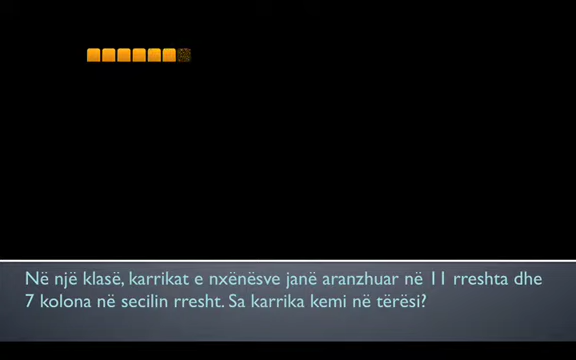 Në një klasë, karrikat e nxënësve janë aranzhuar në 11 rreshta dhe
7 kolona në secilin rresht. Sa karrika kemi në tërësi?